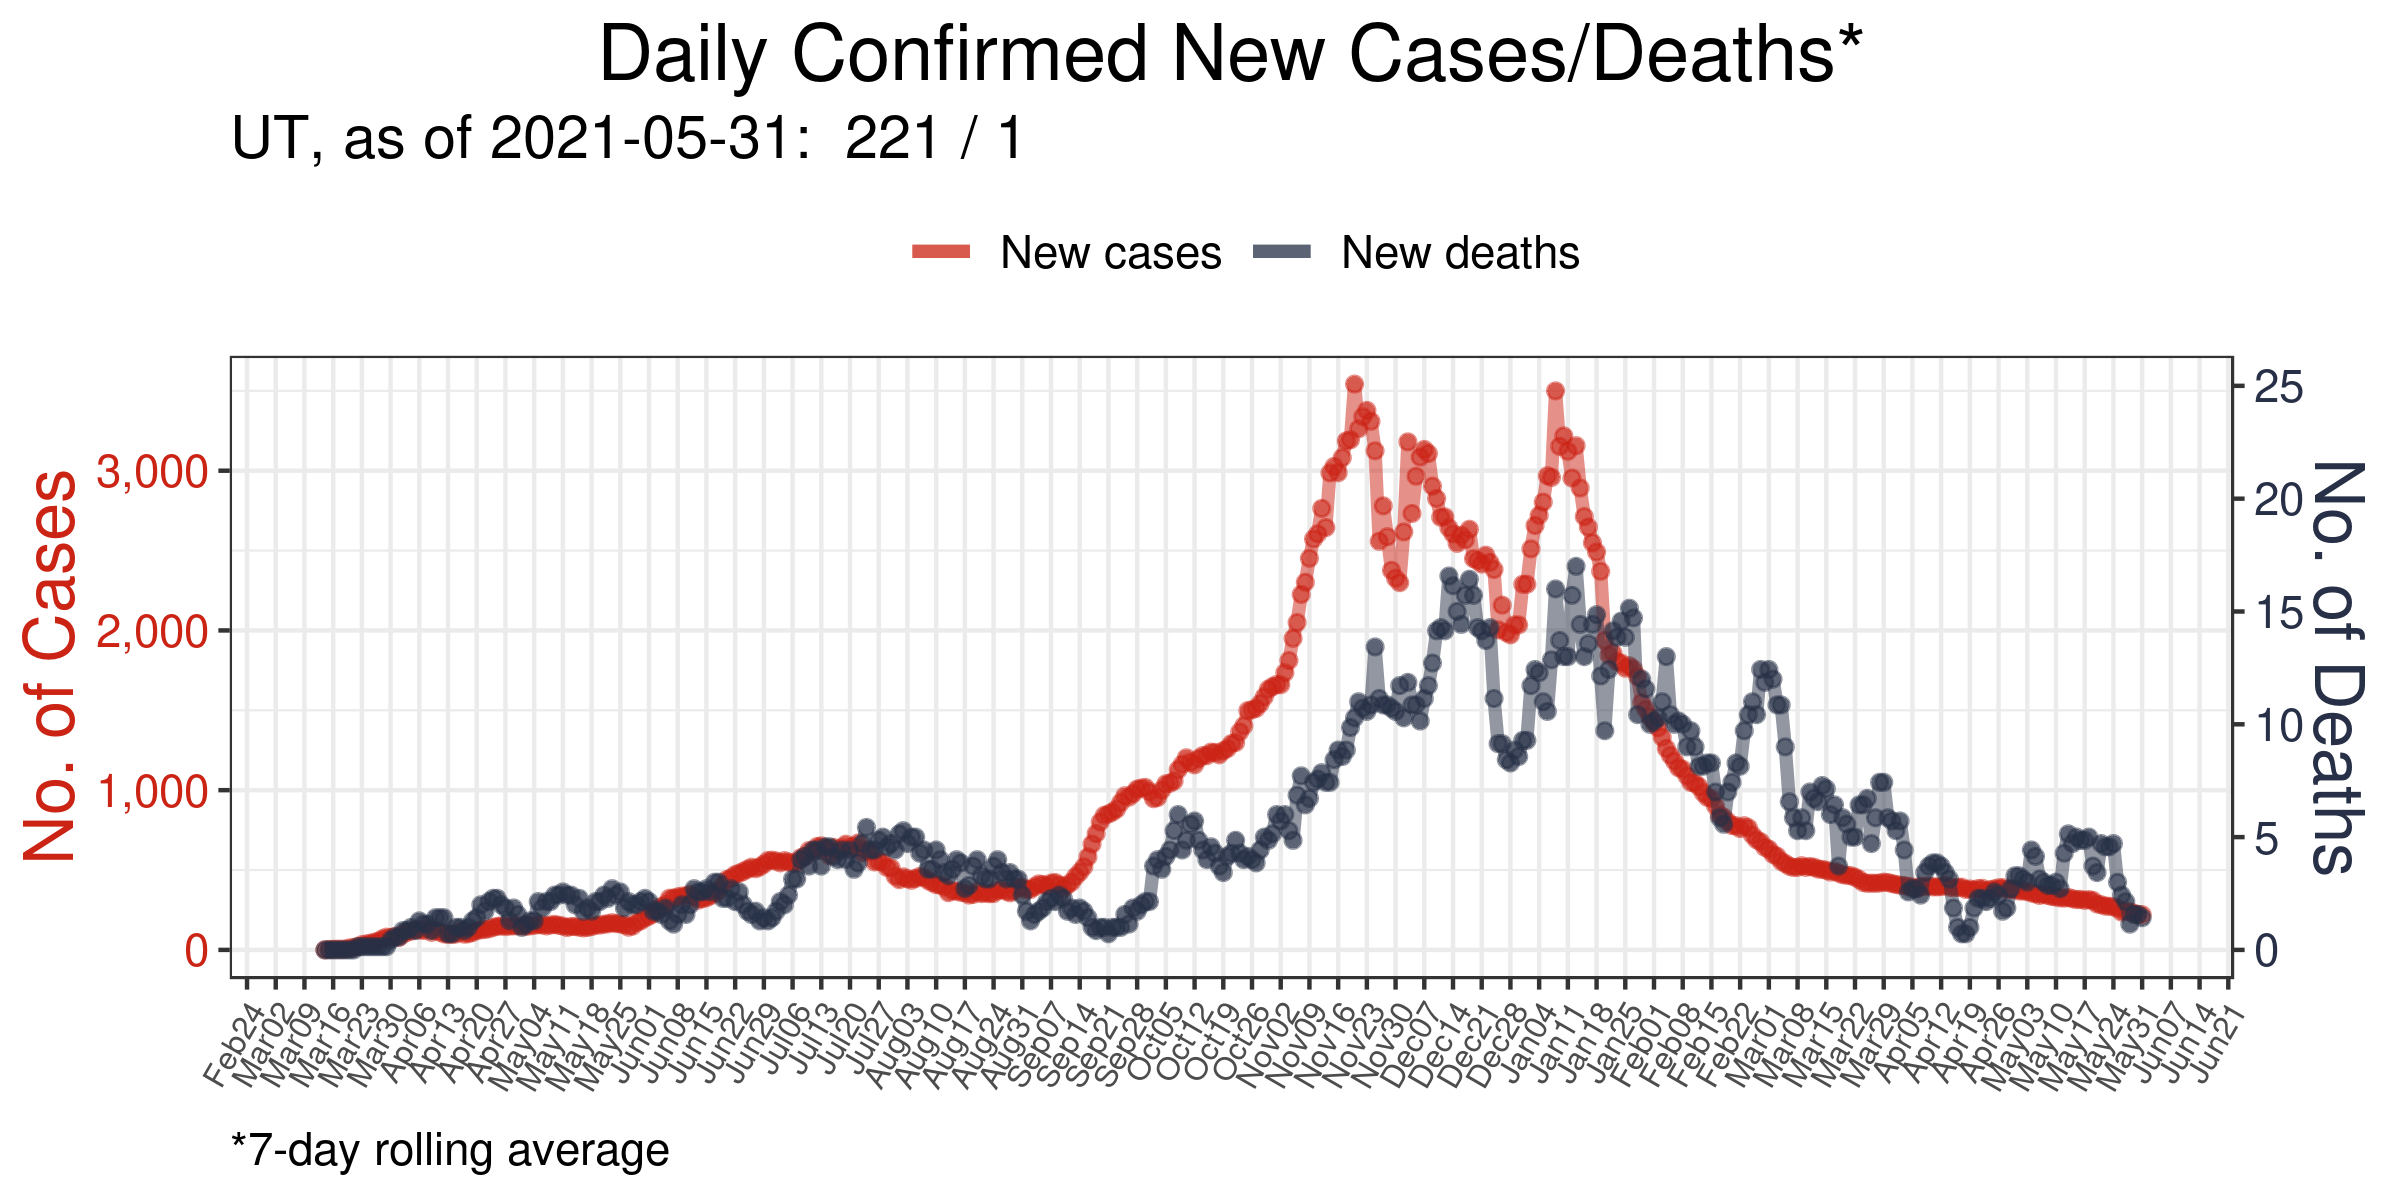 Daily Confirmed New Cases/Deaths*
UT, as of 2021-05-31:  221 / 1
New cases
New deaths
No. of Cases
3,000
2,000
1,000
0
25
20
15
10
5
0
No. of Deaths
Feb24
Mar02
Mar09
Mar16
Mar23
Mar30
Apr06
Apr13
Apr20
Apr27
May04
May11
May18
May25
Jun01
Jun08
Jun15
Jun22
Jun29
Jul06
Jul13
Jul20
Jul27
Aug03
Aug10
Aug17
Aug24
Aug31
Sep07
Sep14
Sep21
Sep28
Oct05
Oct12
Oct19
Oct26
Nov02
Nov09
Nov16
Nov23
Nov30
Dec07
Dec14
Dec21
Dec28
Jan04
Jan11
Jan18
Jan25
Feb01
Feb08
Feb15
Feb22
Mar01
Mar08
Mar15
Mar22
Mar29
Apr05
Apr12
Apr19
Apr26
May03
May10
May17
May24
May31
Jun07
Jun14
Jun21
*7-day rolling average